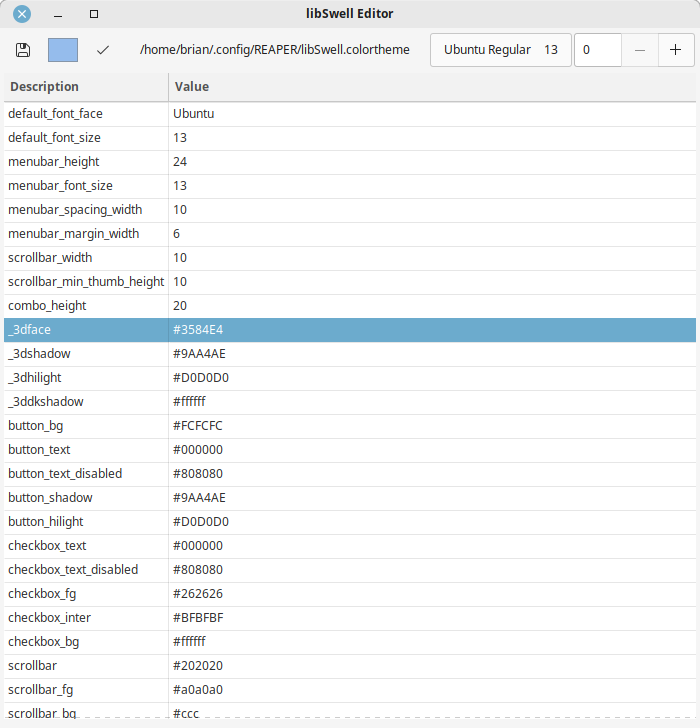 libSwell Editor
/home/brian/.config/REAPER/libSwell.colortheme Ubuntu Regular 13 0
Description Value
default_font_face Ubuntu
default_font_size 13
menubar_height 24
menubar_font_size 13
menubar_spacing_width 10
menubar_margin_width 6
scrollbar_width 10
scrollbar_min_thumb_height 10
combo_height 20
_3dface #3584E4
_3dshadow #9AA4AE
_3dhilight #D0D0D0
_3ddkshadow #ffffff
button_bg #FCFCFC
button_text #000000
button_text_disabled #808080
button_shadow #9AA4AE
button_hilight #D0D0D0
checkbox_text #000000
checkbox_text_disabled #808080
checkbox_fg #262626
checkbox_inter #BFBFBF
checkbox_bg #ffffff
scrollbar #202020
scrollbar_fg #a0a0a0
scrollbar_bg #ccc